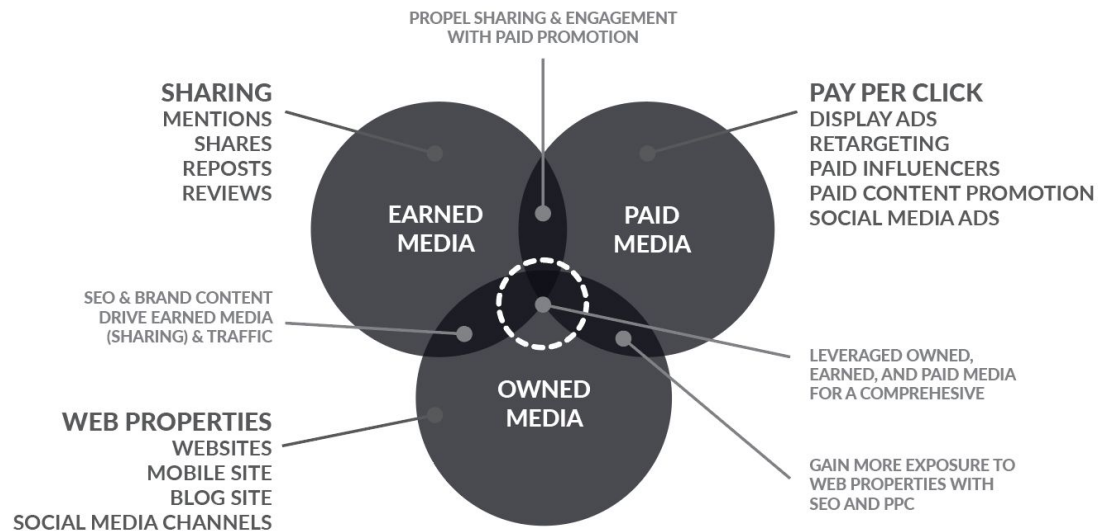 PROPEL SHARING & ENGAGEMENT
WITH PAID PROMOTION
SHARING
MENTIONS
SHARES
REPOSTS
REVIEWS
PAY PER CLICK
DISPLAY ADS
RETARGETING
PAID INFLUENCERS
PAID CONTENT PROMOTION
SOCIAL MEDIA ADS
EARNED
MEDIA
PAID
MEDIA
SEO & BRAND CONTENT
DRIVE EARNED MEDIA
(SHARING) & TRAFFIC
LEVERAGED OWNED,
EARNED, AND PAID MEDIA
FOR A COMPREHESIVE
OWNED
MEDIA
WEB PROPERTIES
WEBSITES
MOBILE SITE
BLOG SITE
SOCIAL MEDIA CHANNELS
GAIN MORE EXPOSURE TO
WEB PROPERTIES WITH
SEO AND PPC